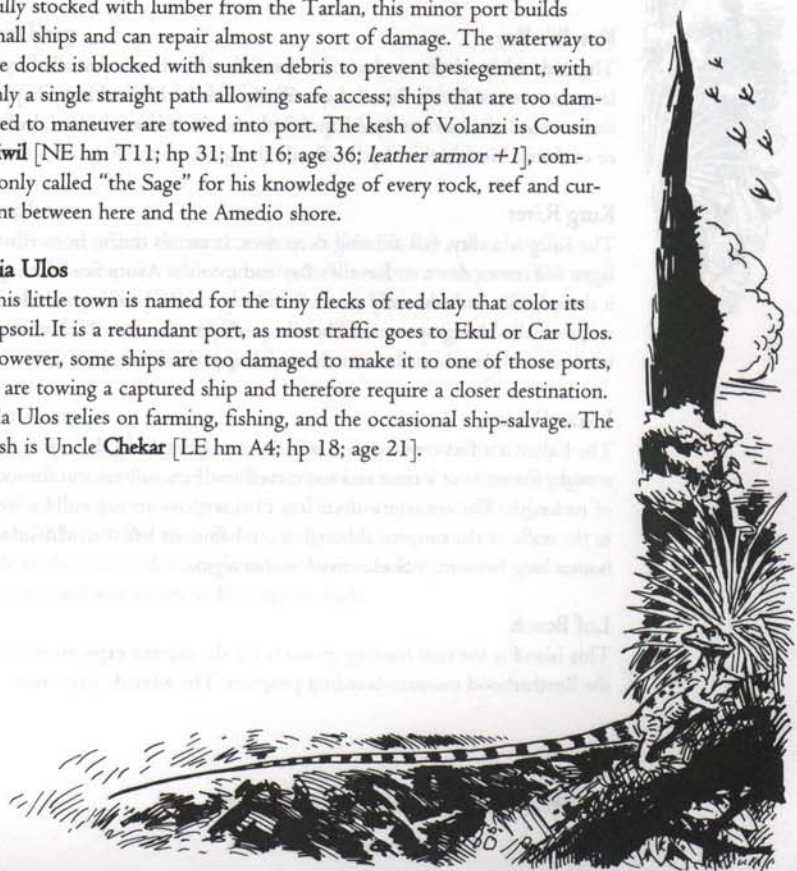 ully stocked with lumber from the Tarlan, this minor port builds
nall ships and can repair almost any sort of damage. The waterway to
e docks is blocked with sunken debris to prevent besiegement, with
nly a single straight path allowing safe access; ships that are too dam-
ed to maneuver are towed into port. The kesh of Volanzi is Cousin
wil [NE hm T11; hp 31; Int 16; age 36; leather armor +1], com-
only called "the Sage" for his knowledge of every rock, reef and cur-
nt between here and the Amedio shore.
ia Ulos
his little town is named for the tiny flecks of red clay that color its
psoil. It is a redundant port, as most traffic goes to Ekul or Car Ulos.
owever, some ships are too damaged to make it to one of those ports,
are towing a captured ship and therefore require a closer destination.
a Ulos relies on farming, fishing, and the occasional ship-salvage. The
sh is Uncle Chekar [LE hm A4; hp 18; age 21].